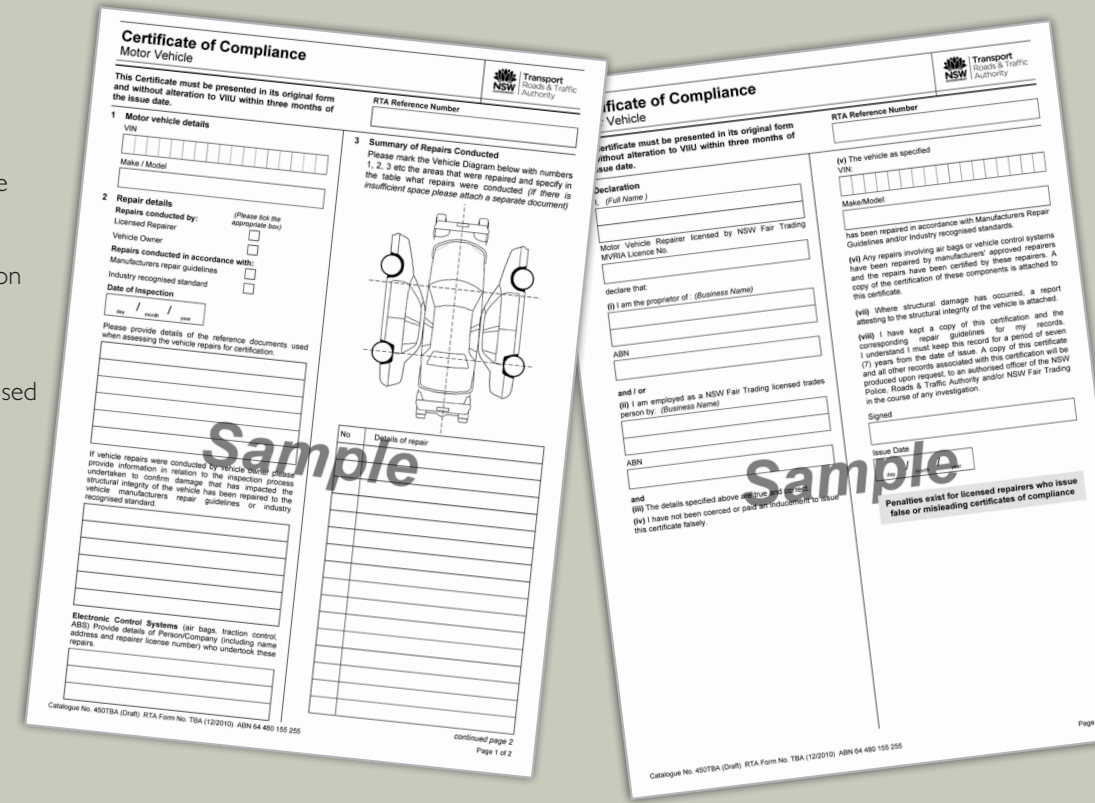 e
on
sed
Certificate of Compliance
Motor Vehicle
NSW
GOVERNMENT
Transport
Roads & Traffic
Authority
This Certificate must be presented in its original form
and without alteration to VIIU within three months of
the issue date.
RTA Reference Number
1 Motor vehicle details
VIN
Make / Model
2 Repair details
Repairs conducted by:
(Please tick the
appropriate box)
Licensed Repairer
Vehicle Owner
Repairs conducted in accordance with:
Manufacturers repair guidelines
Industry recognised standard
Date of Inspection
/ /
day month year
Please provide details of the reference documents used
when assessing the vehicle repairs for certification.
If vehicle repairs were conducted by vehicle owner please
provide information in relation to the inspection process
undertaken to confirm damage that has impacted the
structural integrity of the vehicle has been repaired to the
vehicle manufacturers repair guidelines or industry
recognised standard.
Electronic Control Systems (air bags, traction control,
ABS) Provide details of Person/Company (including name
address and repairer license number) who undertook these
repairs.
3 Summary of Repairs Conducted
Please mark the Vehicle Diagram below with numbers
1, 2, 3 etc the areas that were repaired and specify in
the table what repairs were conducted (If there is
insufficient space please attach a separate document)
No Details of repair
Sample
continued page 2
Page 1 of 2
Catalogue No. 450TBA (Draft) RTA Form No. TBA (12/2010) ABN 64 480 155 255
ificate of Compliance
Vehicle
NSW
GOVERNMENT
Transport
Roads & Traffic
Authority
ertificate must be presented in its original form
ithout alteration to VIIU within three months of
sue date.
RTA Reference Number
Declaration
I, (Full Name )
Motor Vehicle Repairer licensed by NSW Fair Trading
MVRIA Licence No.
declare that:
(i) I am the proprietor of : (Business Name)
ABN
and / or
(ii) I am employed as a NSW Fair Trading licensed trades
person by: (Business Name)
ABN
and
(iii) The details specified above are true and correct.
(iv) I have not been coerced or paid an inducement to issue
this certificate falsely.
(v) The vehicle as specified
VIN:
Make/Model:
has been repaired in accordance with Manufacturers Repair
Guidelines and/or Industry recognised standards.
(vi) Any repairs involving air bags or vehicle control systems
have been repaired by manufacturers' approved repairers
and the repairs have been certified by these repairers. A
copy of the certification of these components is attached to
this certificate.
(vii) Where structural damage has occurred, a report
attesting to the structural integrity of the vehicle is attached.
(viii) I have kept a copy of this certification and the
corresponding repair guidelines for my records.
I understand I must keep this record for a period of seven
(7) years from the date of issue. A copy of this certificate
and all other records associated with this certification will be
produced upon request, to an authorised officer of the NSW
Police, Roads & Traffic Authority and/or NSW Fair Trading
in the course of any investigation.
Signed
Issue Date
/ /
day month year
Sample
Penalties exist for licensed repairers who issue
false or misleading certificates of compliance
Page
Catalogue No. 450TBA (Draft) RTA Form No. TBA (12/2010) ABN 64 480 155 255